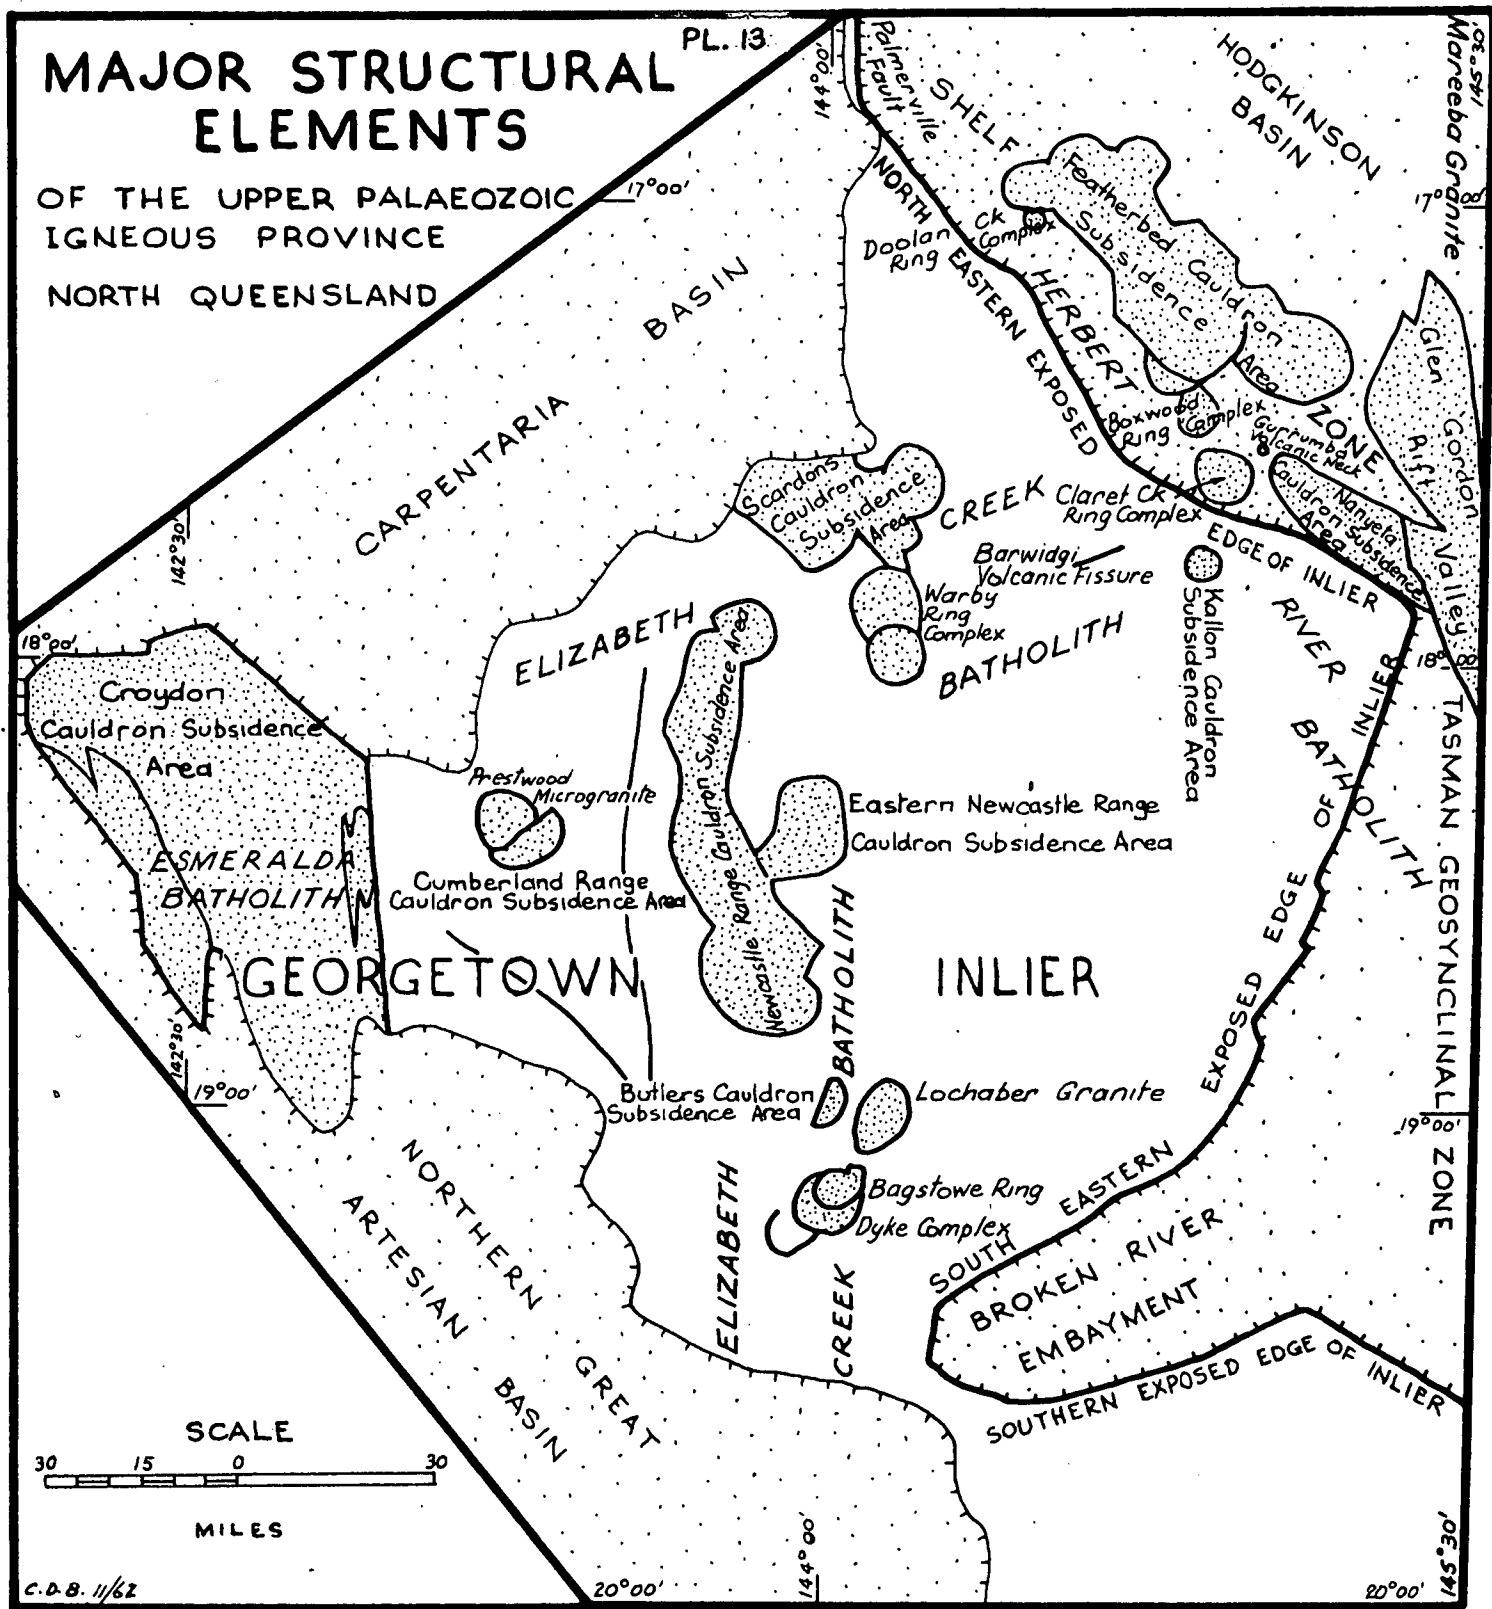 PL. 13
MAJOR STRUCTURAL
ELEMENTS
OF THE UPPER PALAEOZOIC
IGNEOUS PROVINCE
NORTH QUEENSLAND
144°00'
Palmerville
Fault
SHELF
HODGKINSON
BASIN
145°30'
Mareeba Granite
17°00'
17°00'
NORTH EASTERN EXPOSED
EDGE OF INLIER
Doolan Ck
Ring Complex
Featherbed Cauldron
Subsidence Area
HERBERT
RIVER
BATHOLITH
ZONE
Glen Gordon
Rift Valley
Boxwood
Ring Complex
Gurrumba
Volcanic Neck
Nanyeta
Cauldron Subsidence
Area
Claret Ck
Ring Complex
CARPENTARIA BASIN
Scardons
Cauldron
Subsidence
Area
CREEK
Barwidgi
Volcanic Fissure
Warby
Ring
Complex
Kallon Cauldron
Subsidence Area
ELIZABETH
BATHOLITH
142°30'
18°00'
18°00'
Croydon
Cauldron Subsidence
Area
Prestwood
Microgranite
Newcastle Range Cauldron Subsidence Area
Eastern Newcastle Range
Cauldron Subsidence Area
ESMERALDA
BATHOLITH
Cumberland Range
Cauldron Subsidence Area
GEORGETOWN INLIER
TASMAN GEOSYNCLINAL ZONE
SOUTH EASTERN EXPOSED EDGE OF INLIER
142°30'
19°00'
19°00'
Butlers Cauldron
Subsidence Area
Lochaber Granite
ELIZABETH
CREEK
BATHOLITH
Bagstowe Ring
Dyke Complex
BROKEN RIVER
EMBAYMENT
SOUTHERN EXPOSED EDGE OF INLIER
NORTHERN GREAT
ARTESIAN BASIN
SCALE
30 15 0 30
MILES
C.D.B. 11/62
20°00'
144°00'
20°00'
145°30'